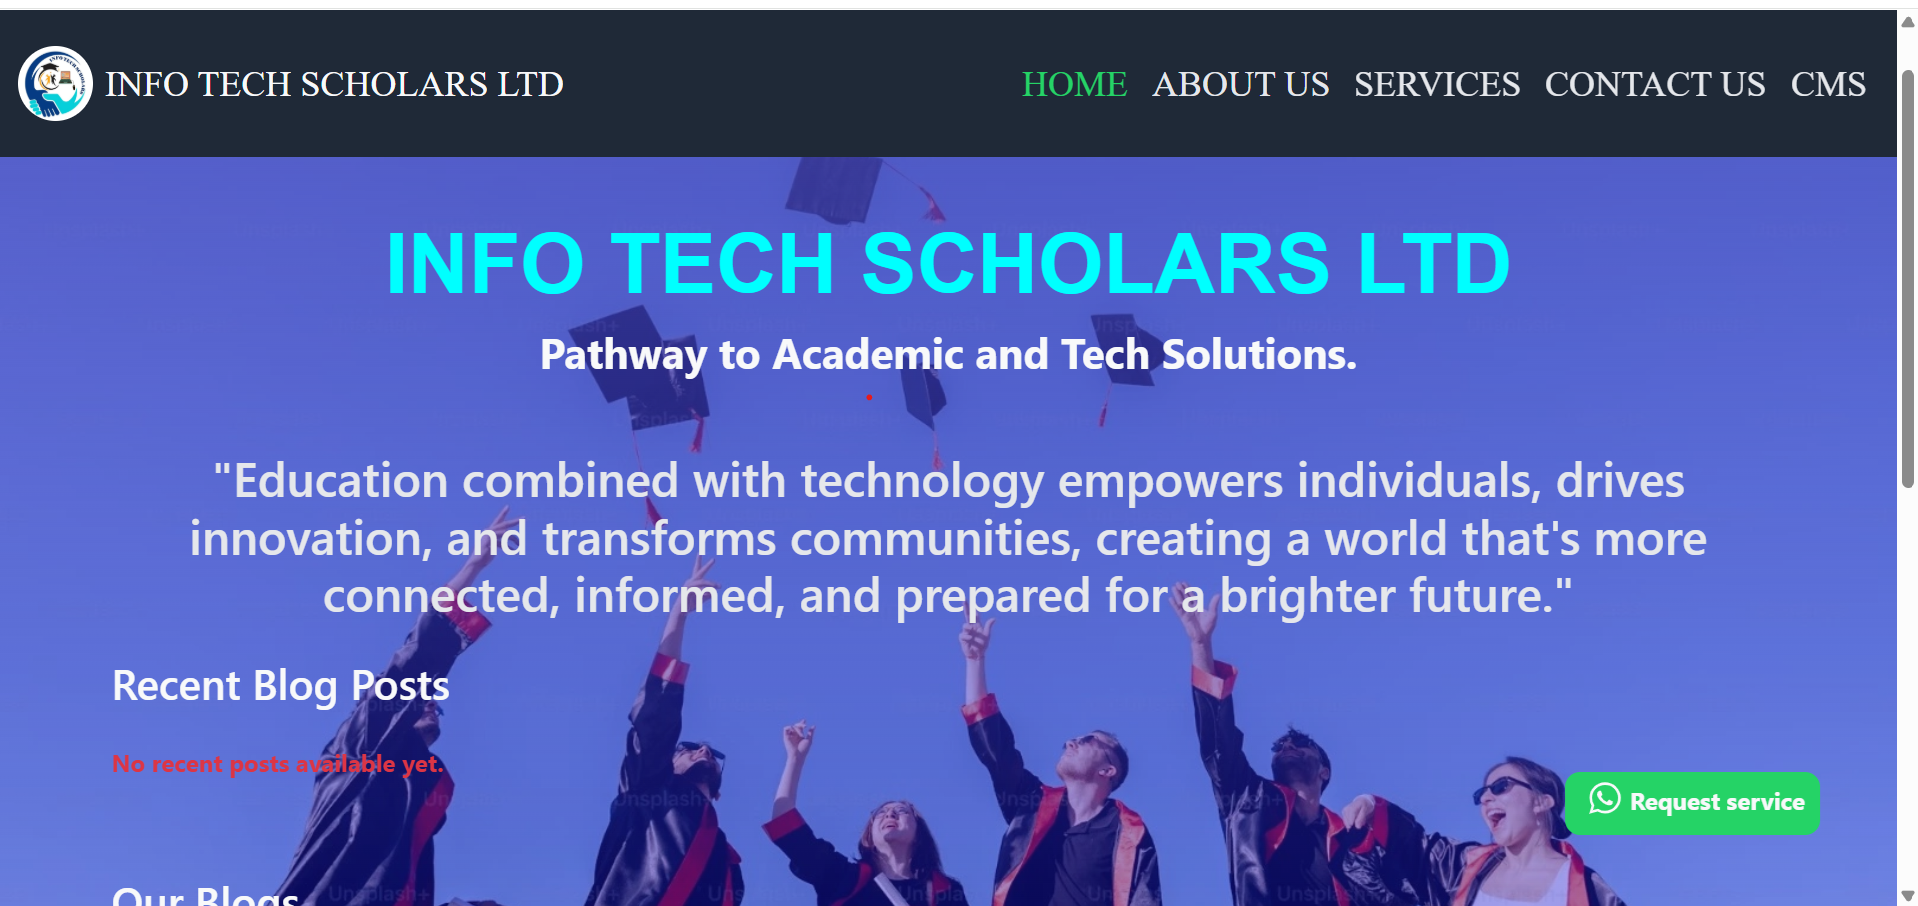 INFO TECH SCHOLARS LTD
HOME ABOUT US SERVICES CONTACT US CMS
INFO TECH SCHOLARS LTD
Pathway to Academic and Tech Solutions.
"Education combined with technology empowers individuals, drives
innovation, and transforms communities, creating a world that's more
connected, informed, and prepared for a brighter future."
Recent Blog Posts
No recent posts available yet.
Request service
Our Blogs